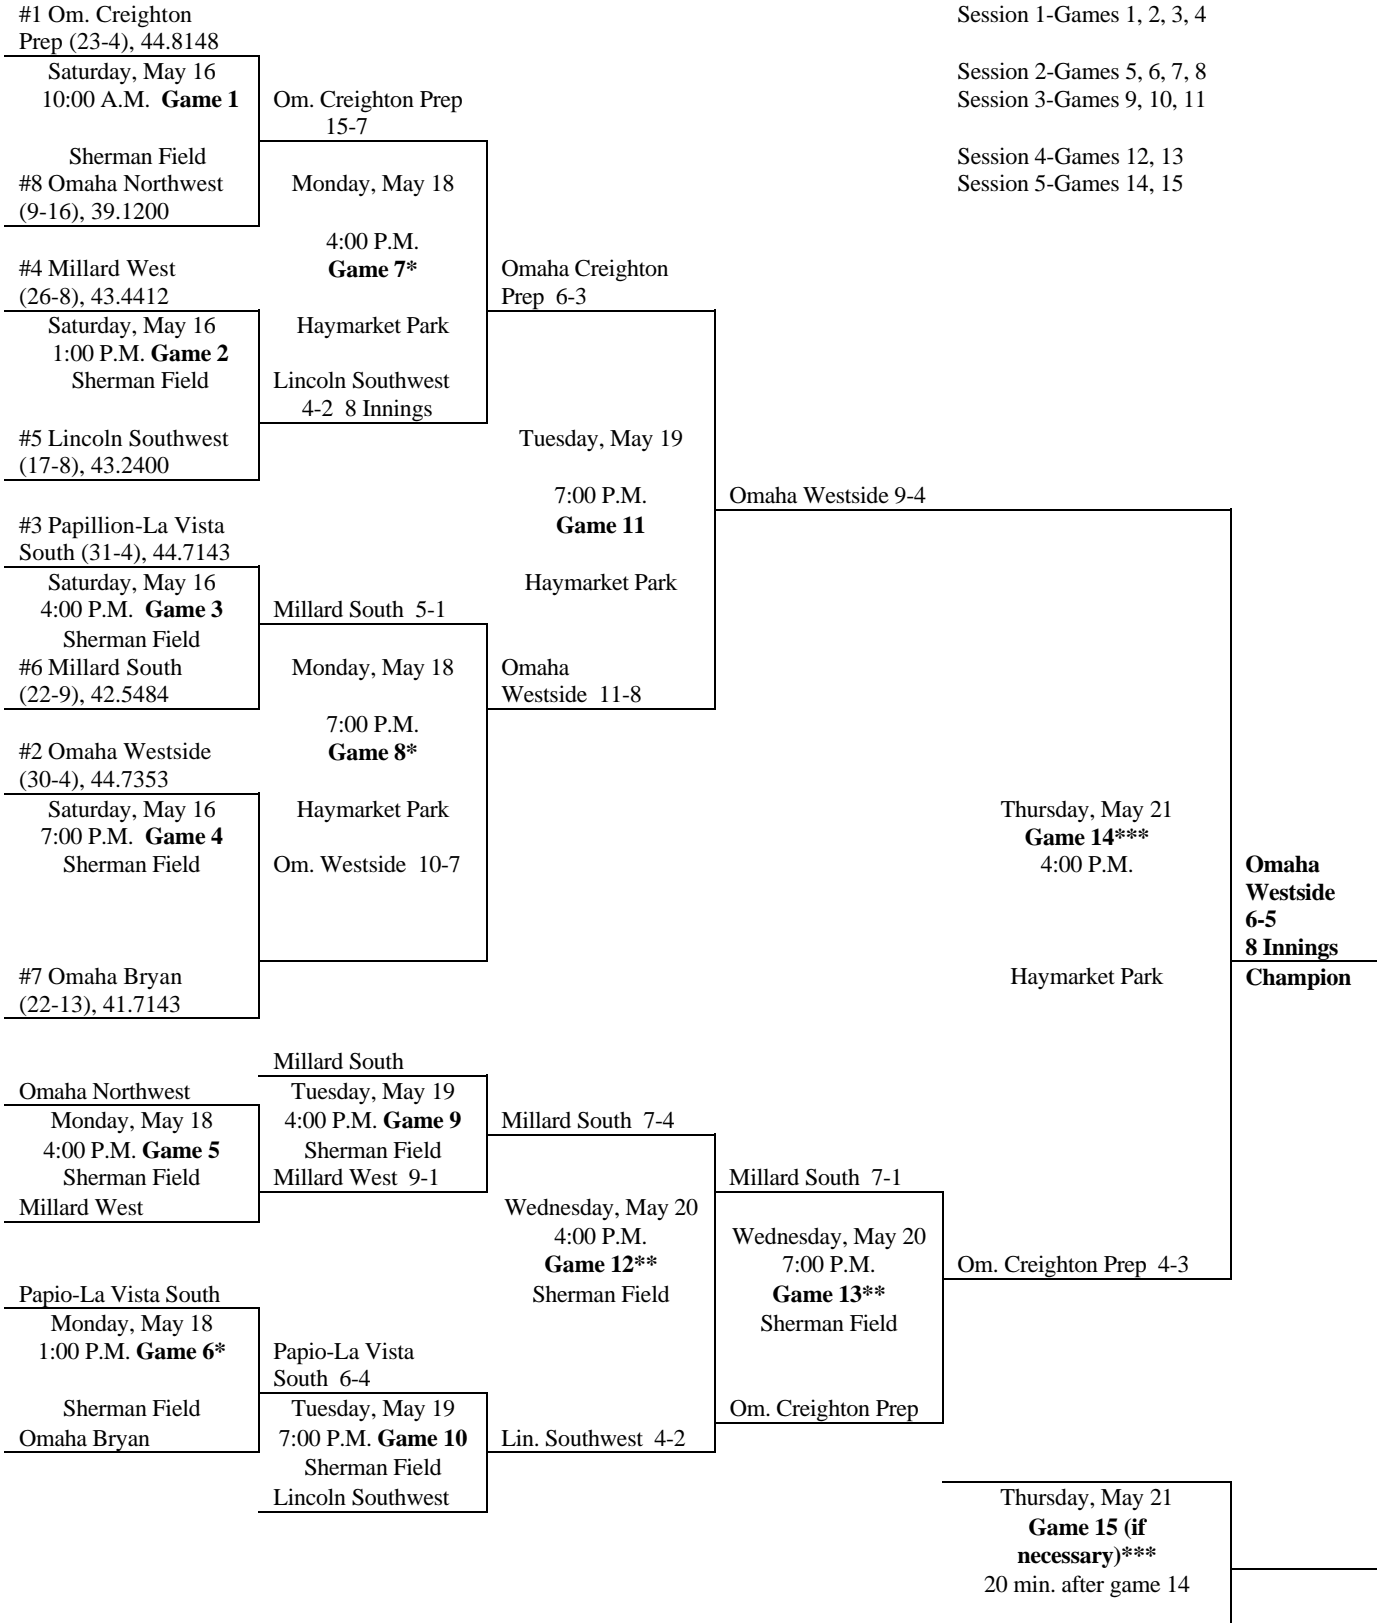 #1 Om. Creighton
Prep (23-4), 44.8148
Saturday, May 16
10:00 A.M. Game 1
Sherman Field
#8 Omaha Northwest
(9-16), 39.1200
#4 Millard West
(26-8), 43.4412
Saturday, May 16
1:00 P.M. Game 2
Sherman Field
#5 Lincoln Southwest
(17-8), 43.2400
#3 Papillion-La Vista
South (31-4), 44.7143
Saturday, May 16
4:00 P.M. Game 3
Sherman Field
#6 Millard South
(22-9), 42.5484
#2 Omaha Westside
(30-4), 44.7353
Saturday, May 16
7:00 P.M. Game 4
Sherman Field
#7 Omaha Bryan
(22-13), 41.7143
Om. Creighton Prep
15-7
Monday, May 18
4:00 P.M.
Game 7*
Haymarket Park
Lincoln Southwest
4-2 8 Innings
Millard South 5-1
Monday, May 18
7:00 P.M.
Game 8*
Haymarket Park
Om. Westside 10-7
Omaha Creighton
Prep 6-3
Tuesday, May 19
7:00 P.M.
Game 11
Haymarket Park
Omaha
Westside 11-8
Omaha Westside 9-4
Session 1-Games 1, 2, 3, 4
Session 2-Games 5, 6, 7, 8
Session 3-Games 9, 10, 11
Session 4-Games 12, 13
Session 5-Games 14, 15
Thursday, May 21
Game 14***
4:00 P.M.
Haymarket Park
Omaha
Westside
6-5
8 Innings
Champion
Omaha Northwest
Monday, May 18
4:00 P.M. Game 5
Sherman Field
Millard West
Papio-La Vista South
Monday, May 18
1:00 P.M. Game 6*
Sherman Field
Omaha Bryan
Millard South
Tuesday, May 19
4:00 P.M. Game 9
Sherman Field
Millard West 9-1
Papio-La Vista
South 6-4
Tuesday, May 19
7:00 P.M. Game 10
Sherman Field
Lincoln Southwest
Millard South 7-4
Wednesday, May 20
4:00 P.M.
Game 12**
Sherman Field
Lin. Southwest 4-2
Millard South 7-1
Wednesday, May 20
7:00 P.M.
Game 13**
Sherman Field
Om. Creighton Prep
Om. Creighton Prep 4-3
Thursday, May 21
Game 15 (if
necessary)***
20 min. after game 14